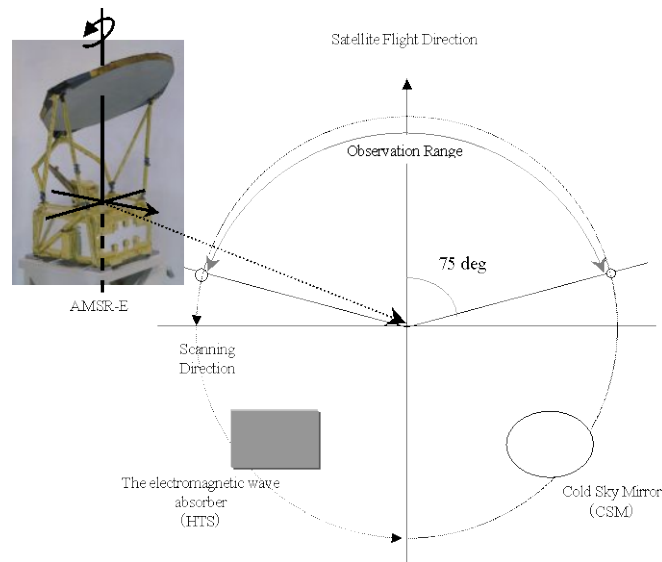 Satellite Flight Direction
Observation Range
75 deg
AMSR-E
Scanning
Direction
The electromagnetic wave
absorber
(HTS)
Cold Sky Mirror
(CSM)